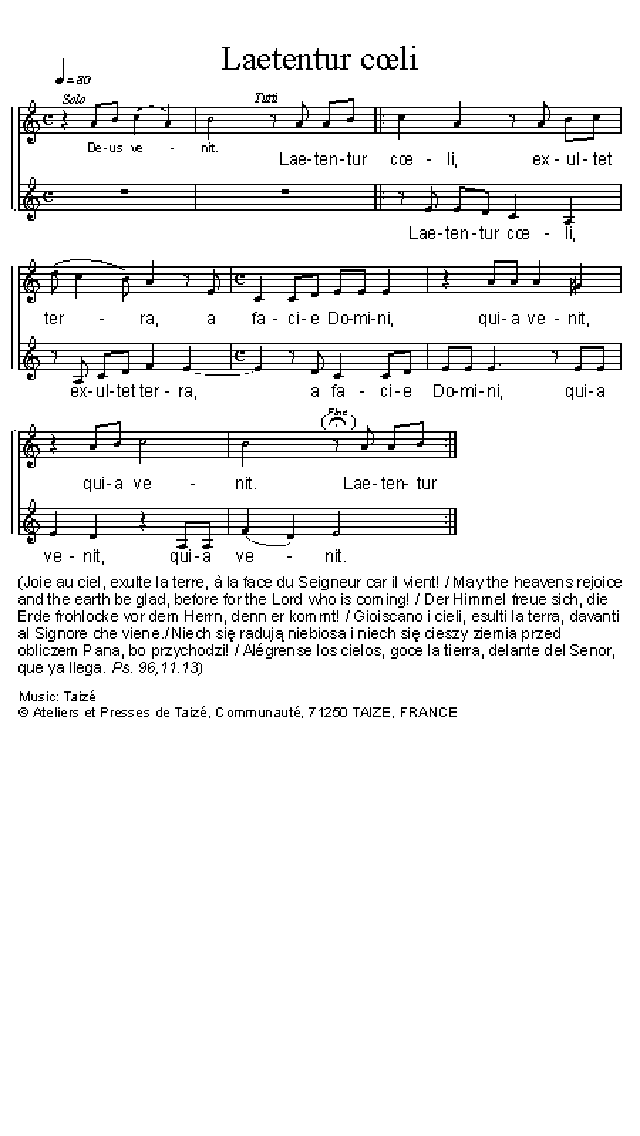 Laetentur cœli
= 80
Solo
Tutti
De-us ve - nit.
Lae-ten-tur cœ - li, ex-ul-tet
Lae-ten-tur cœ - li,
ter - ra, a fa-ci-e Do-mi-ni, qui-a ve-nit,
ex-ul-tet ter-ra, a fa - ci-e Do-mi-ni, qui-a
Fine
qui-a ve - nit. Lae-ten- tur
ve - nit, qui-a ve - nit.
(Joie au ciel, exulte la terre, à la face du Seigneur car il vient! / May the heavens rejoice
and the earth be glad, before for the Lord who is coming! / Der Himmel freue sich, die
Erde frohlocke vor dem Herrn, denn er kommt! / Gioiscano i cieli, esulti la terra, davanti
al Signore che viene./ Niech się radują niebiosa i niech się cieszy ziemia przed
obliczem Pana, bo przychodzi! / Alégrense los cielos, goce la tierra, delante del Senor,
que ya llega. Ps. 96,11.13)
Music: Taizé
© Ateliers et Presses de Taizé, Communauté, 71250 TAIZE, FRANCE